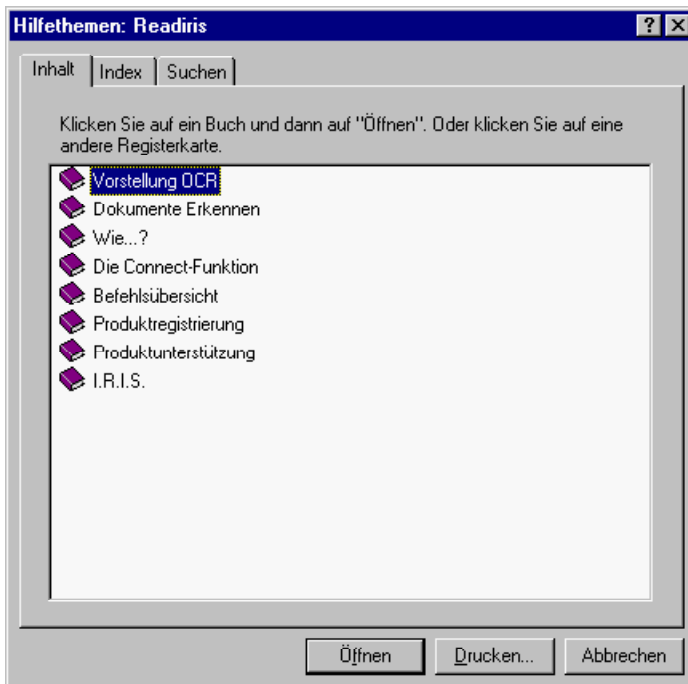 Hilfethemen: Readiris
Inhalt Index Suchen
Klicken Sie auf ein Buch und dann auf "Öffnen". Oder klicken Sie auf eine
andere Registerkarte.
Vorstellung OCR
Dokumente Erkennen
Wie...?
Die Connect-Funktion
Befehlsübersicht
Produktregistrierung
Produktunterstützung
I.R.I.S.
Öffnen Drucken... Abbrechen